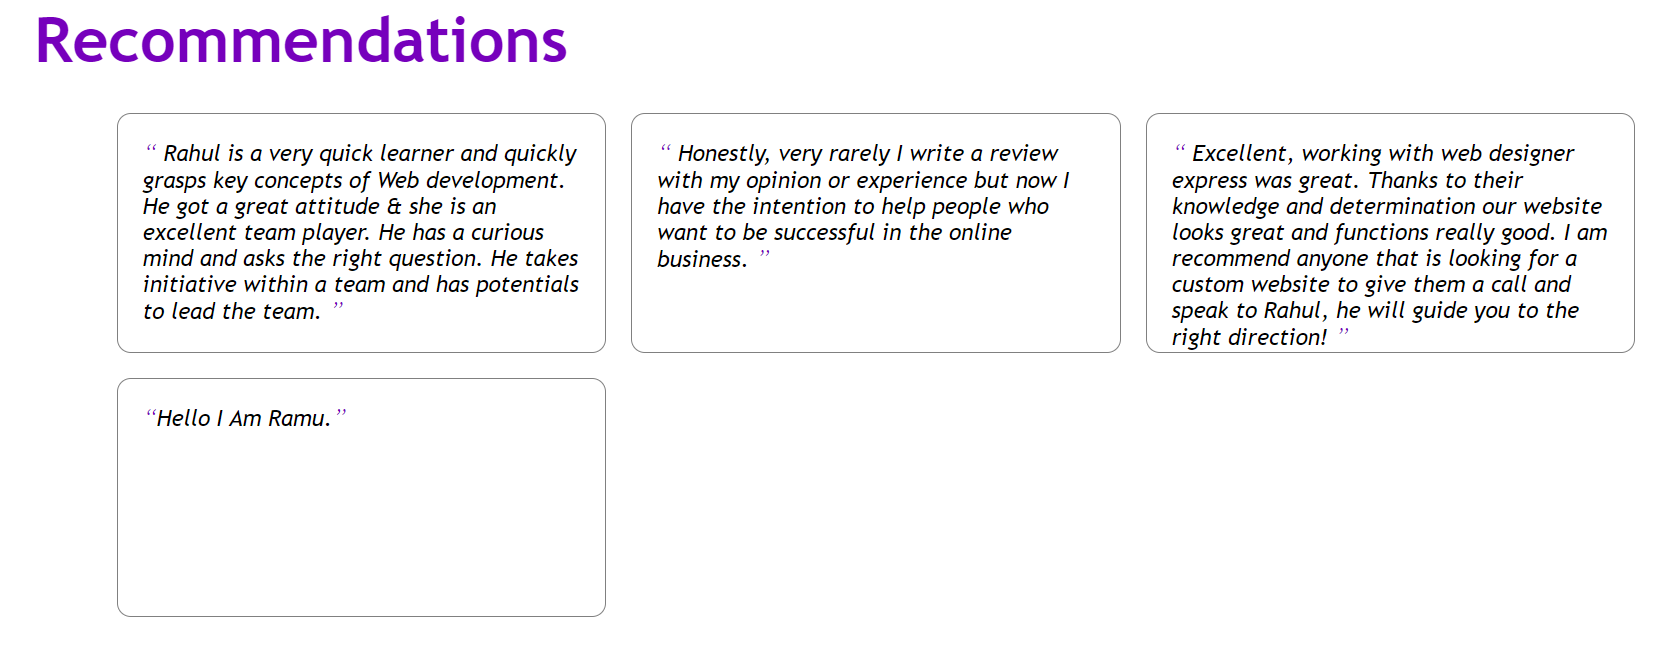 Recommendations
“ Rahul is a very quick learner and quickly
grasps key concepts of Web development.
He got a great attitude & she is an
excellent team player. He has a curious
mind and asks the right question. He takes
initiative within a team and has potentials
to lead the team. ”
“ Honestly, very rarely I write a review
with my opinion or experience but now I
have the intention to help people who
want to be successful in the online
business. ”
“ Excellent, working with web designer
express was great. Thanks to their
knowledge and determination our website
looks great and functions really good. I am
recommend anyone that is looking for a
custom website to give them a call and
speak to Rahul, he will guide you to the
right direction! ”
“Hello I Am Ramu.”